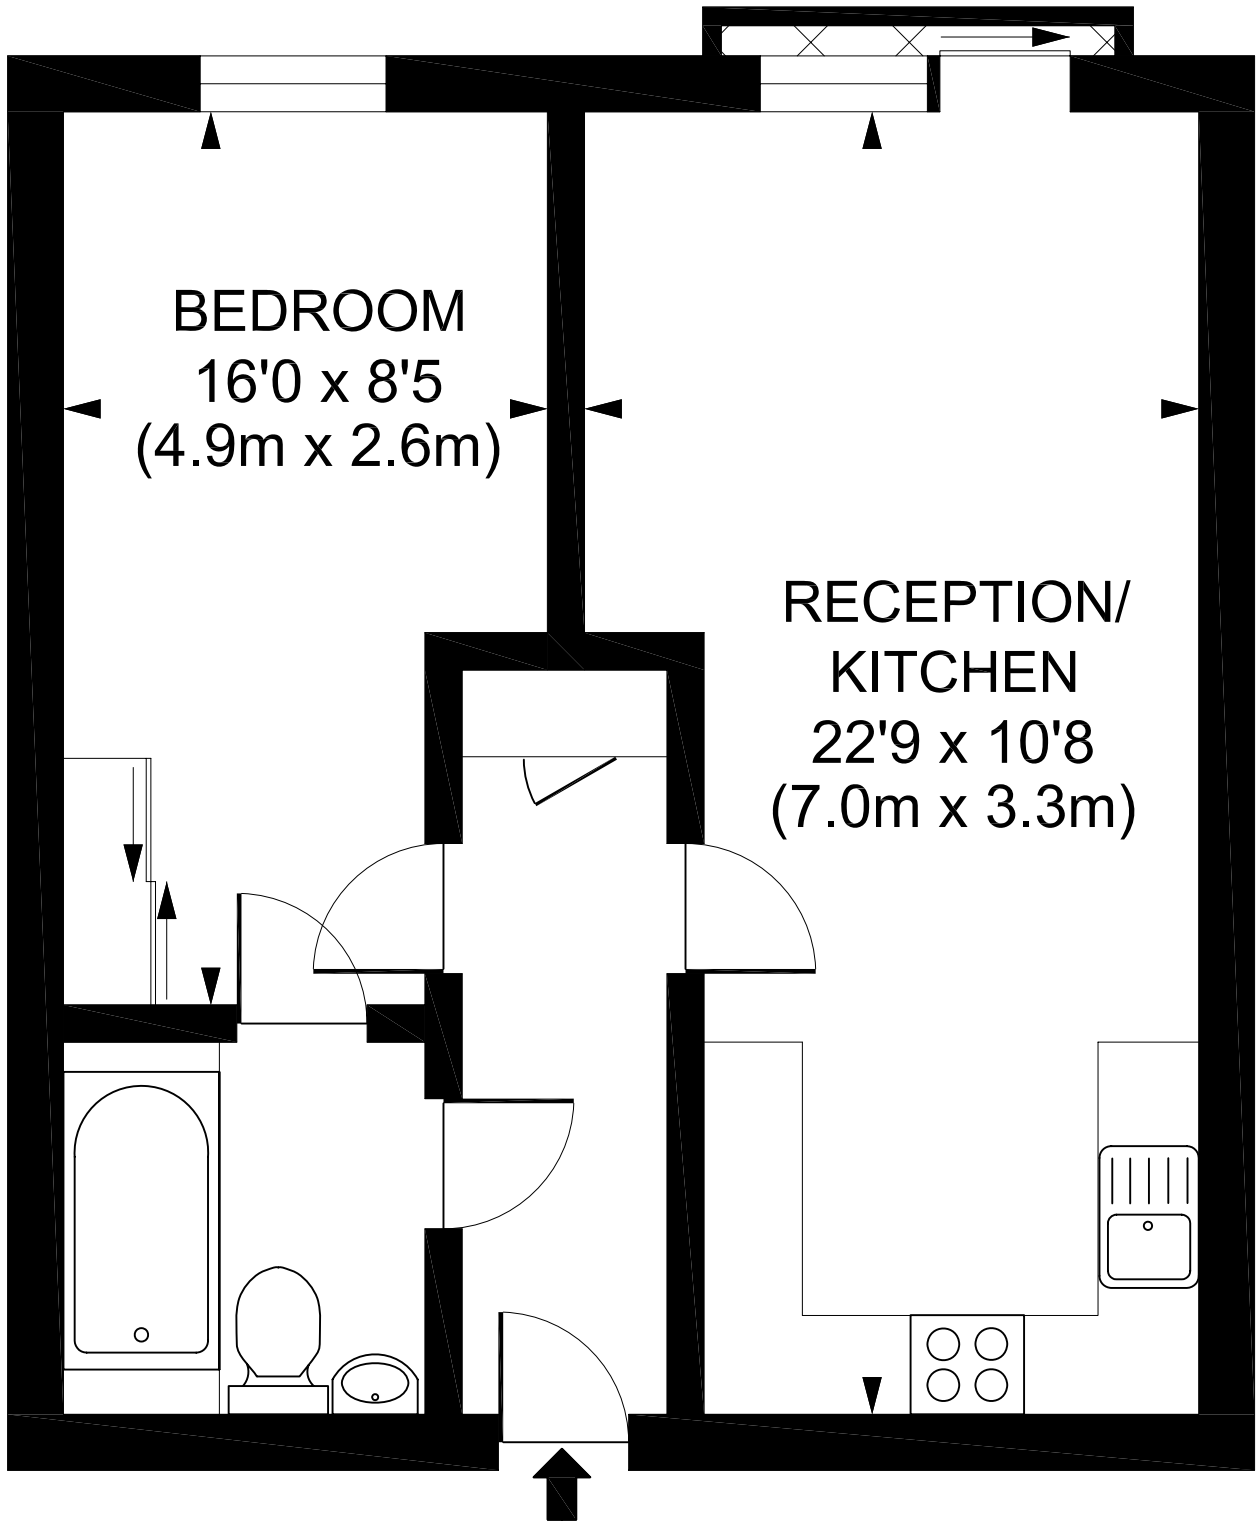 BEDROOM
16'0 x 8'5
(4.9m x 2.6m)
RECEPTION/
KITCHEN
22'9 x 10'8
(7.0m x 3.3m)